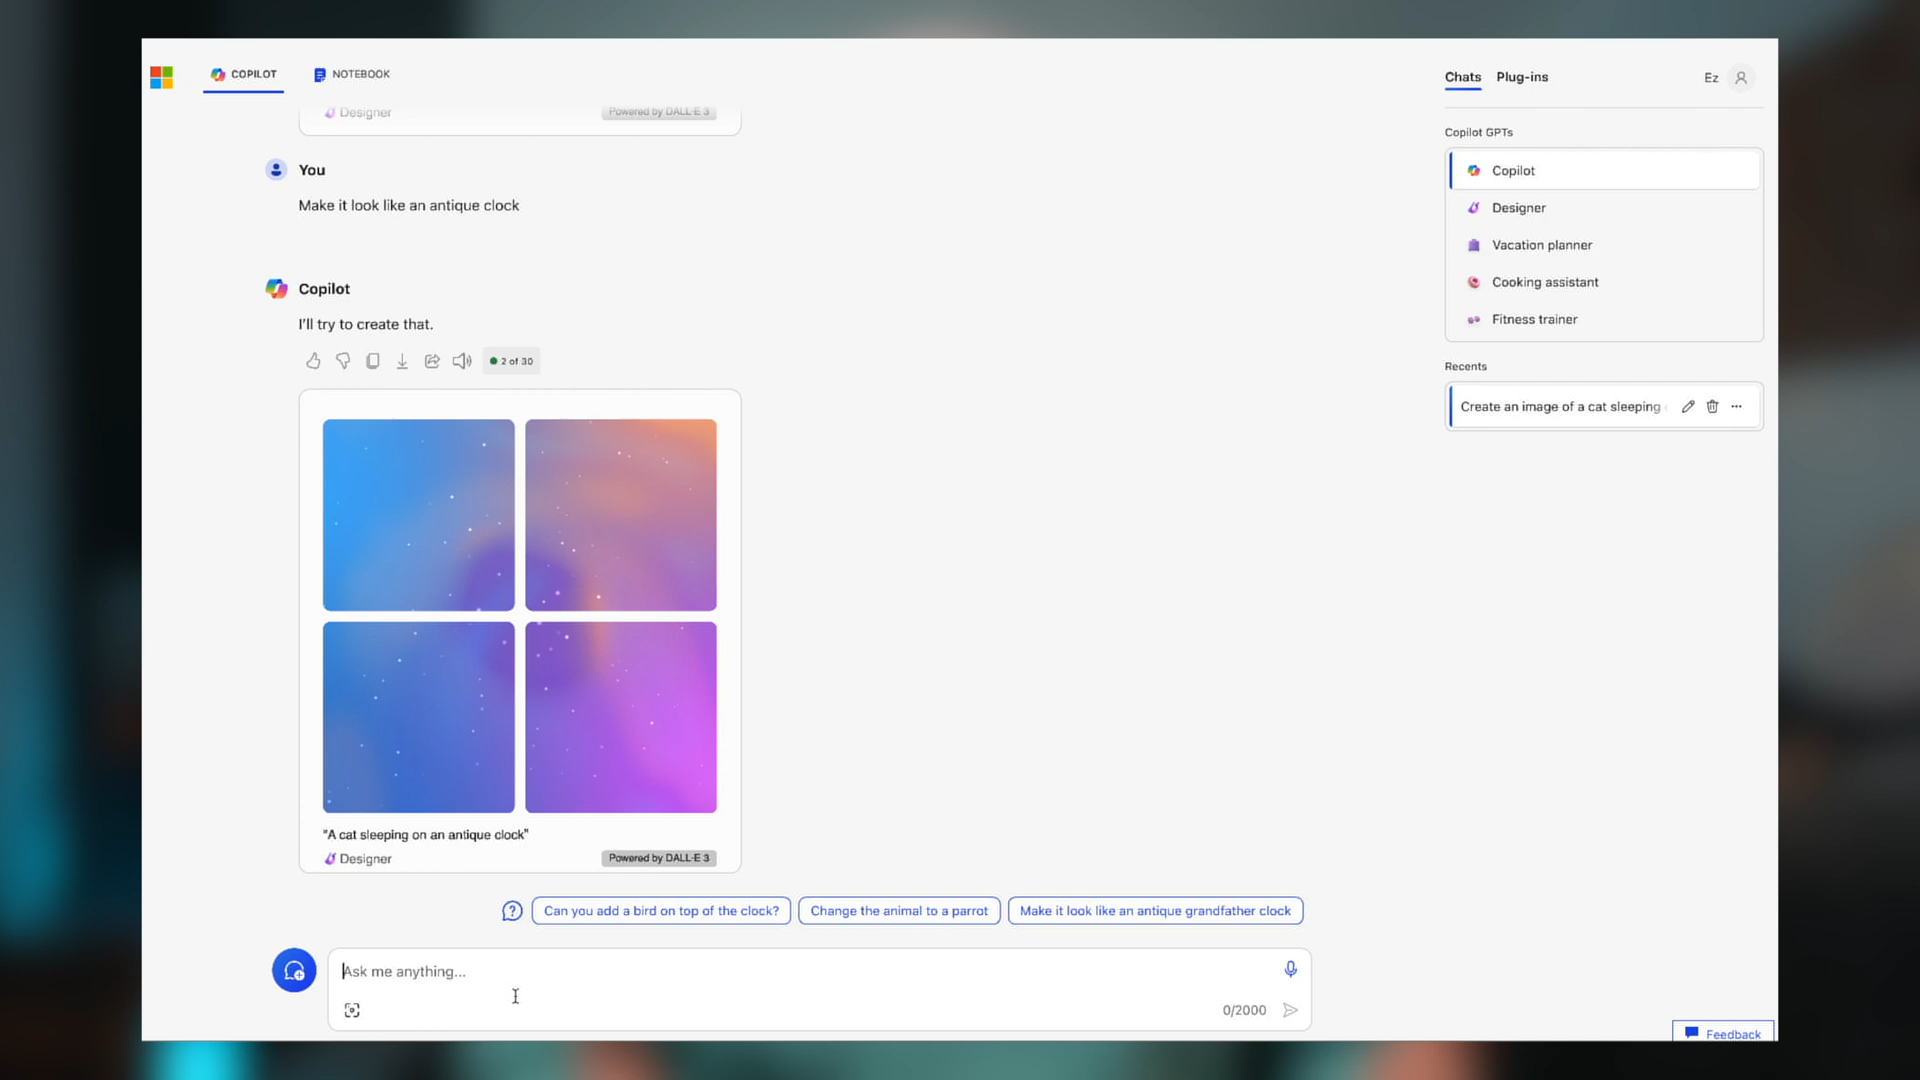 COPILOT
NOTEBOOK
Chats
Plug-ins
Ez
Designer
Powered by DALL·E 3
You
Make it look like an antique clock
Copilot
I'll try to create that.
2 of 30
"A cat sleeping on an antique clock"
Designer
Powered by DALL·E 3
Can you add a bird on top of the clock?
Change the animal to a parrot
Make it look like an antique grandfather clock
Ask me anything...
0/2000
Copilot GPTs
Copilot
Designer
Vacation planner
Cooking assistant
Fitness trainer
Recents
Create an image of a cat sleeping
Feedback